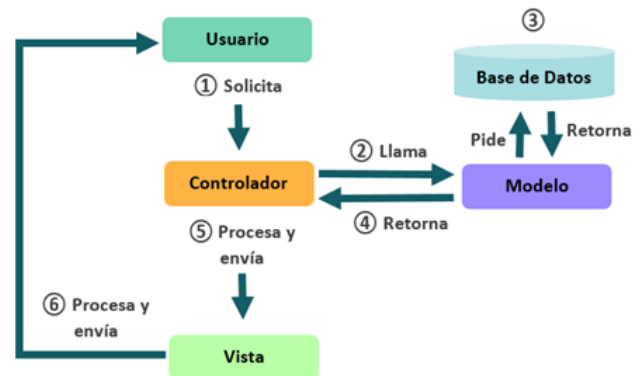 ③
Usuario
Base de Datos
① Solicita
② Llama
Pide
Retorna
Controlador
Modelo
④ Retorna
⑤ Procesa y
envía
⑥ Procesa y
envía
Vista